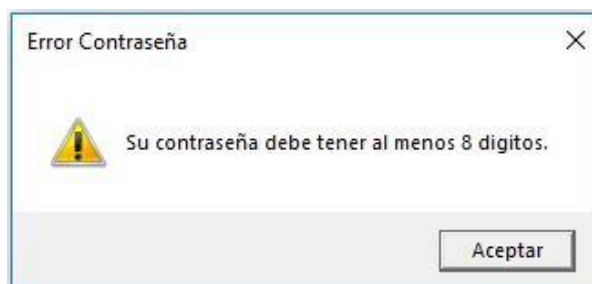 Error Contraseña
Su contraseña debe tener al menos 8 digitos.
Aceptar